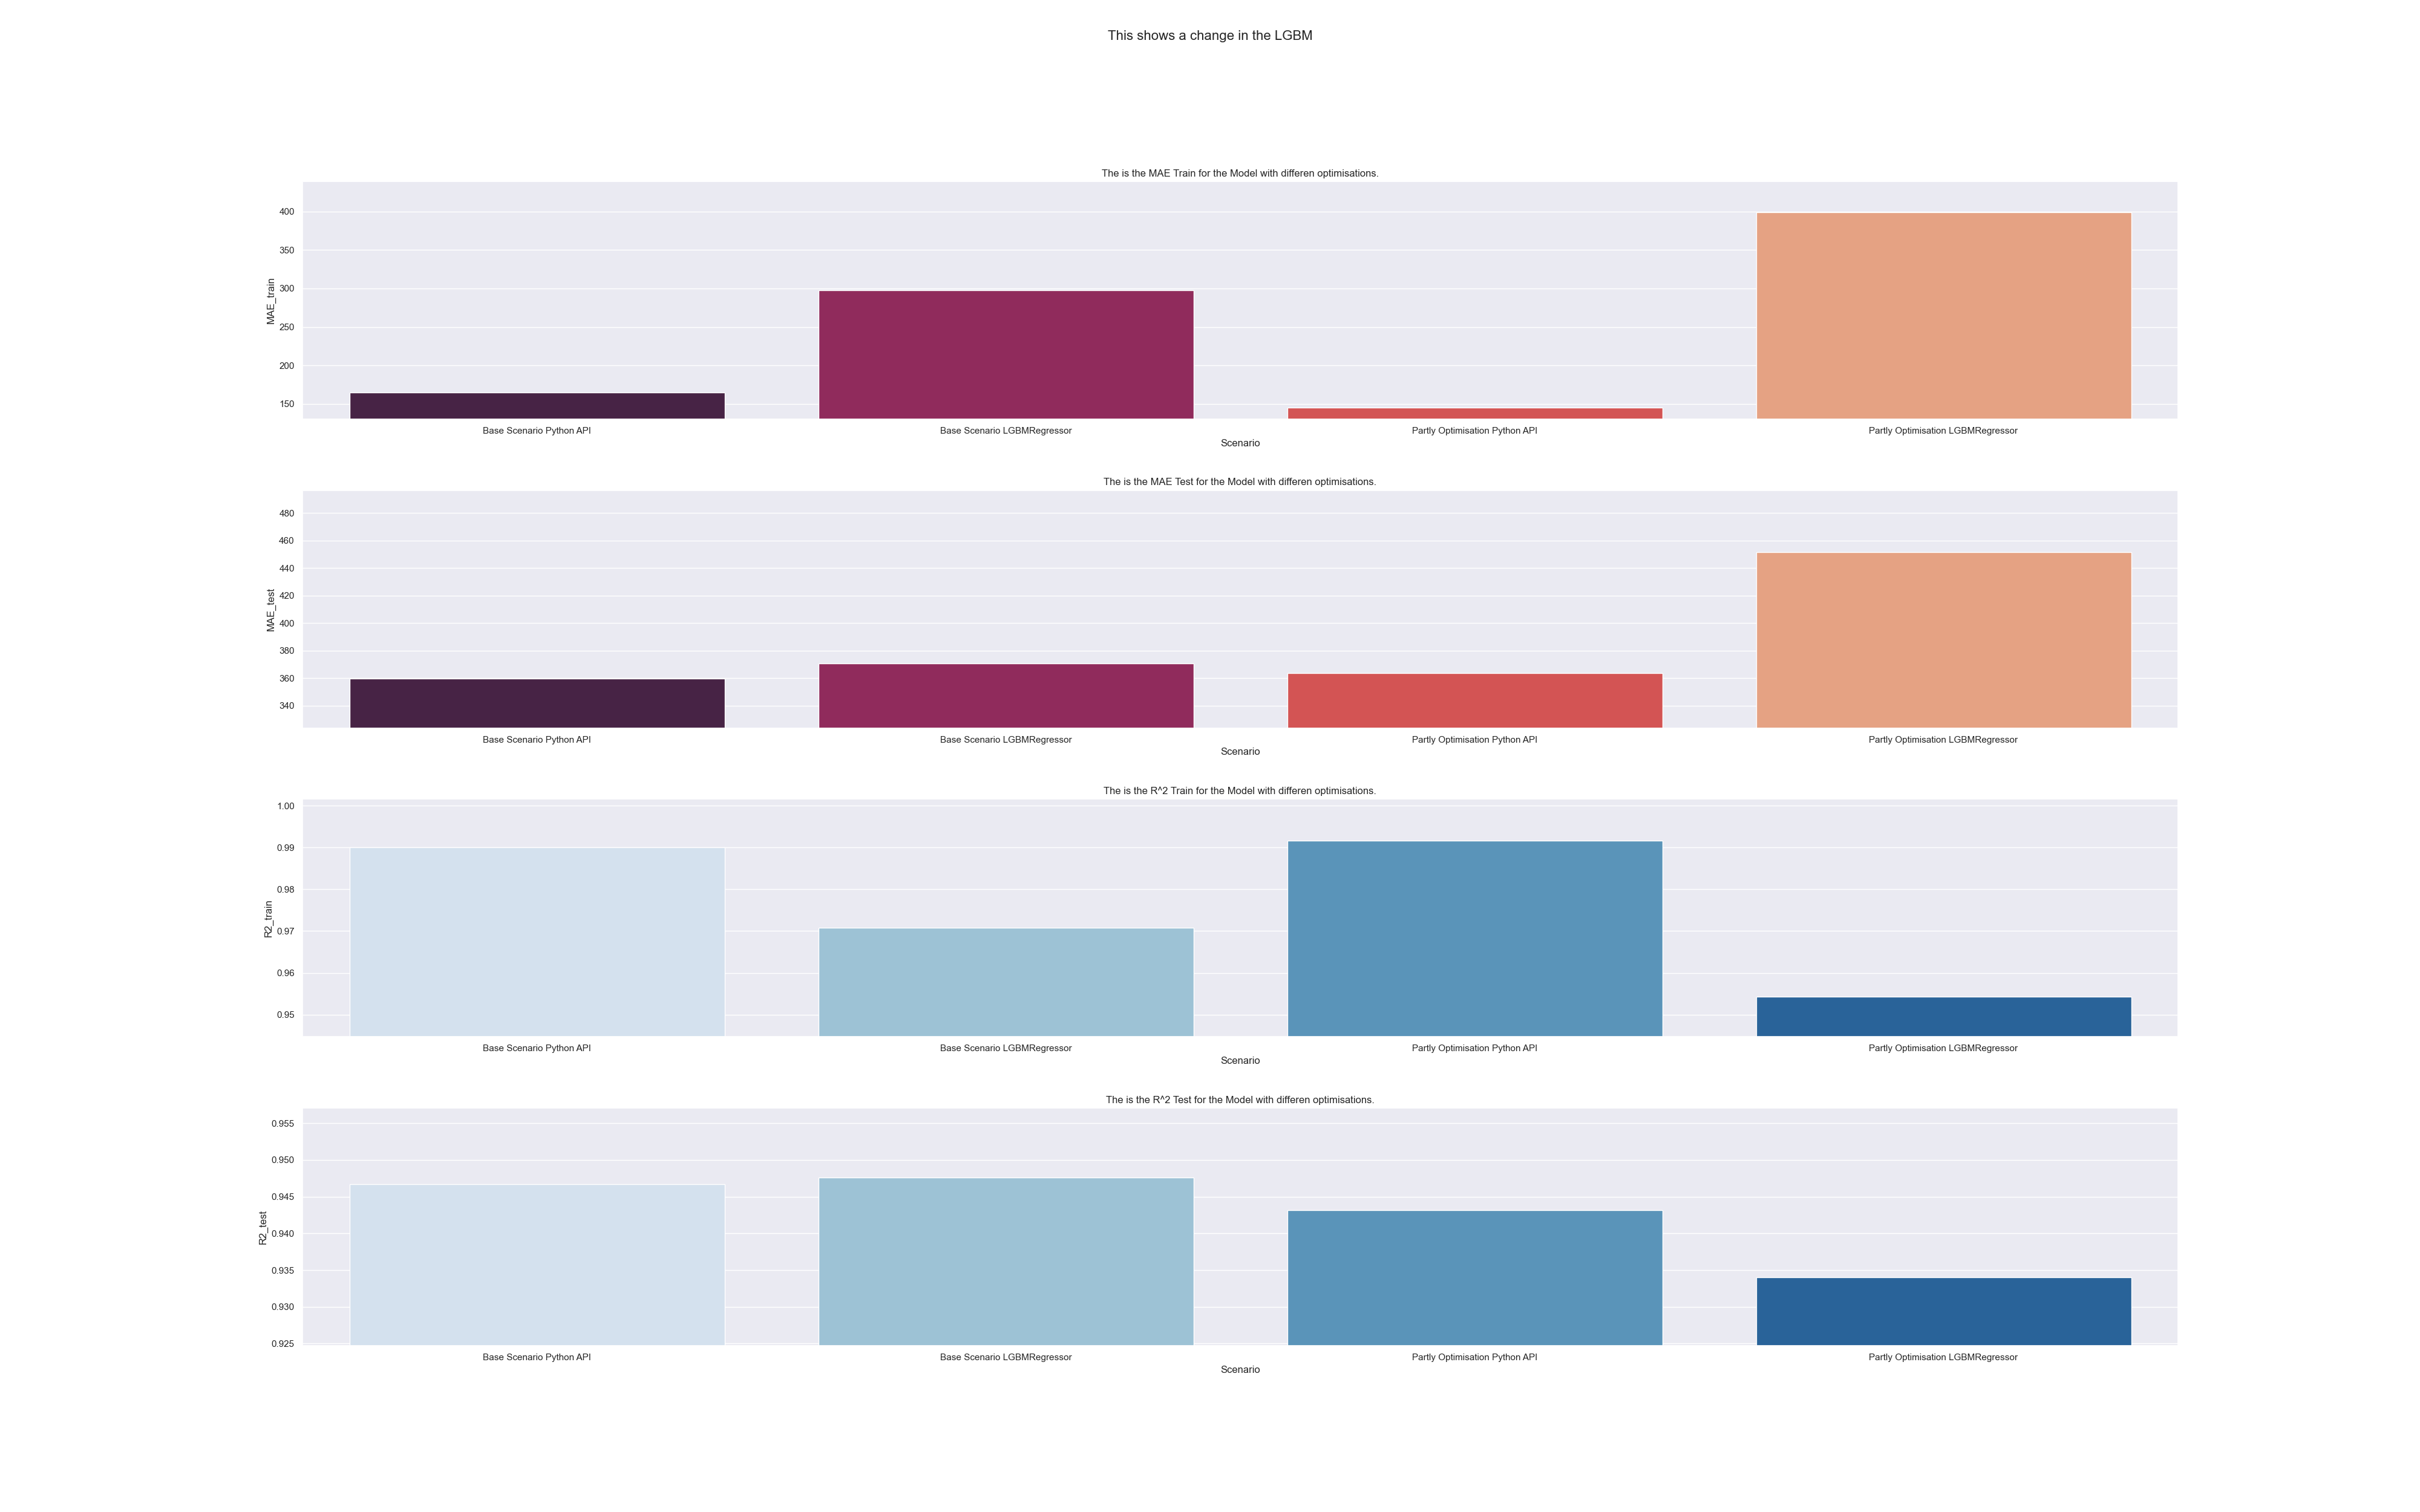 This shows a change in the LGBM
The is the MAE Train for the Model with differen optimisations.
400
350
300
250
200
150
MAE_train
Base Scenario Python API
Base Scenario LGBMRegressor
Partly Optimisation Python API
Partly Optimisation LGBMRegressor
Scenario
The is the MAE Test for the Model with differen optimisations.
480
460
440
420
400
380
360
340
MAE_test
Base Scenario Python API
Base Scenario LGBMRegressor
Partly Optimisation Python API
Partly Optimisation LGBMRegressor
Scenario
The is the R^2 Train for the Model with differen optimisations.
1.00
0.99
0.98
0.97
0.96
0.95
R2_train
Base Scenario Python API
Base Scenario LGBMRegressor
Partly Optimisation Python API
Partly Optimisation LGBMRegressor
Scenario
The is the R^2 Test for the Model with differen optimisations.
0.955
0.950
0.945
0.940
0.935
0.930
0.925
R2_test
Base Scenario Python API
Base Scenario LGBMRegressor
Partly Optimisation Python API
Partly Optimisation LGBMRegressor
Scenario